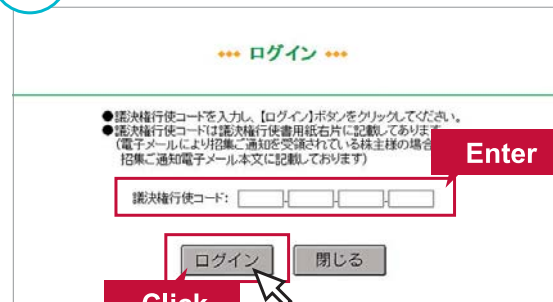 ••• ログイン •••
●議決権行使コードを入力し、【ログイン】ボタンをクリックしてください。
●議決権行使コードは議決権行使書用紙右片に記載してあります
(電子メールにより招集ご通知を受領されている株主様の場合
招集ご通知電子メール本文に記載しております)
Enter
議決権行使コード: - - -
ログイン 閉じる
Click